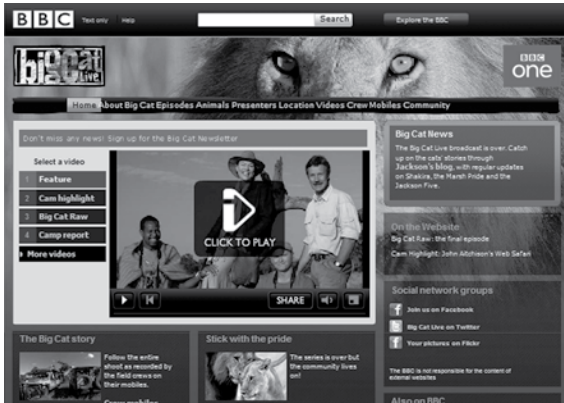 BBC Text only Help Search Explore the BBC
big cat Live
BBC one
Home About Big Cat Episodes Animals Presenters Location Videos Crew Mobiles Community
Don't miss any news! Sign up for the Big Cat Newsletter
Select a video
1 Feature
2 Cam highlight
3 Big Cat Raw
4 Camp report
More videos
CLICK TO PLAY
SHARE
Big Cat News
The Big Cat Live broadcast is over. Catch
up on the cats' stories through
Jackson's blog, with regular updates
on Shakira, the Marsh Pride and the
Jackson Five.
On the Website
Big Cat Raw: the final episode
Cam Highlight: John Aitchison's Web Safari
Social network groups
Join us on Facebook
Big Cat Live on Twitter
Your pictures on Flickr
The BBC is not responsible for the content of
external websites
Also on BBC
The Big Cat story
Follow the entire
shoot as recorded by
the field crews on
their mobiles.
Crew mobiles
Stick with the pride
The series is over but
the community lives
on!